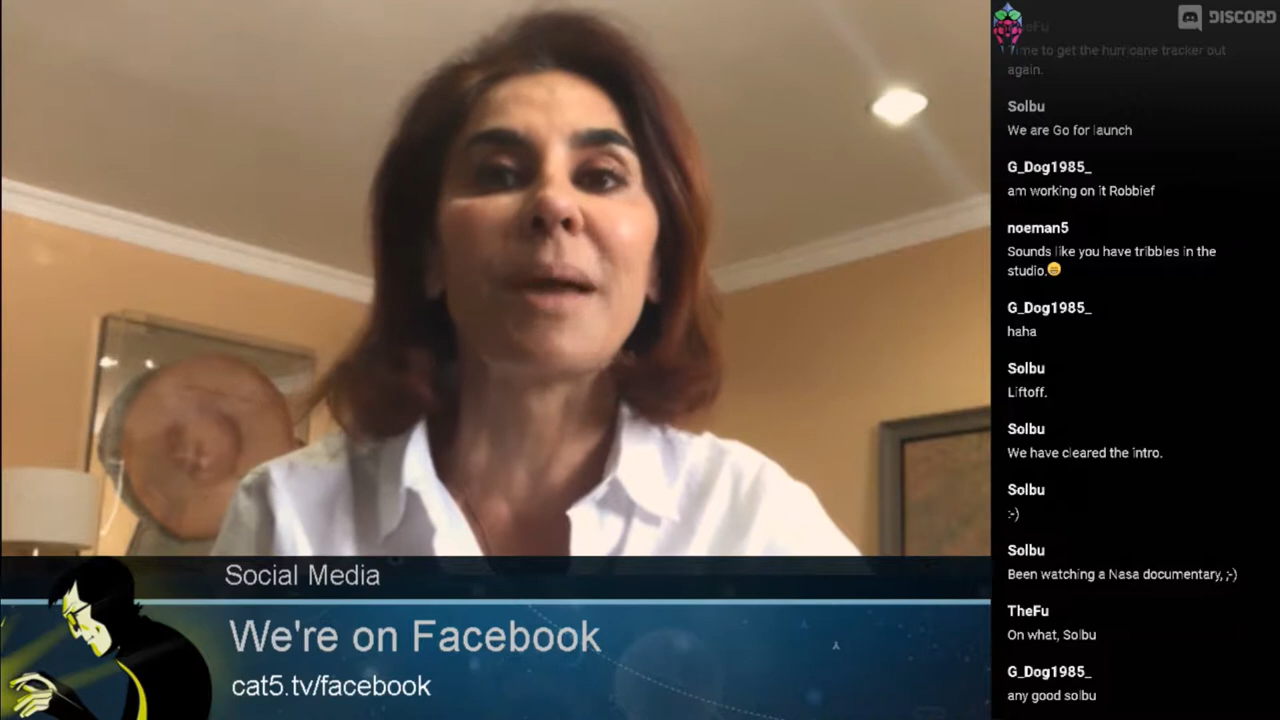 DISCORD
Time to get the hurricane tracker out
again.
Solbu
We are Go for launch
G_Dog1985_
am working on it Robbief
noeman5
Sounds like you have tribbles in the
studio.😁
G_Dog1985_
haha
Solbu
Liftoff.
Solbu
We have cleared the intro.
Solbu
:-)
Solbu
Been watching a Nasa documentary, ;-)
TheFu
On what, Solbu
G_Dog1985_
any good solbu
Social Media
We're on Facebook
cat5.tv/facebook